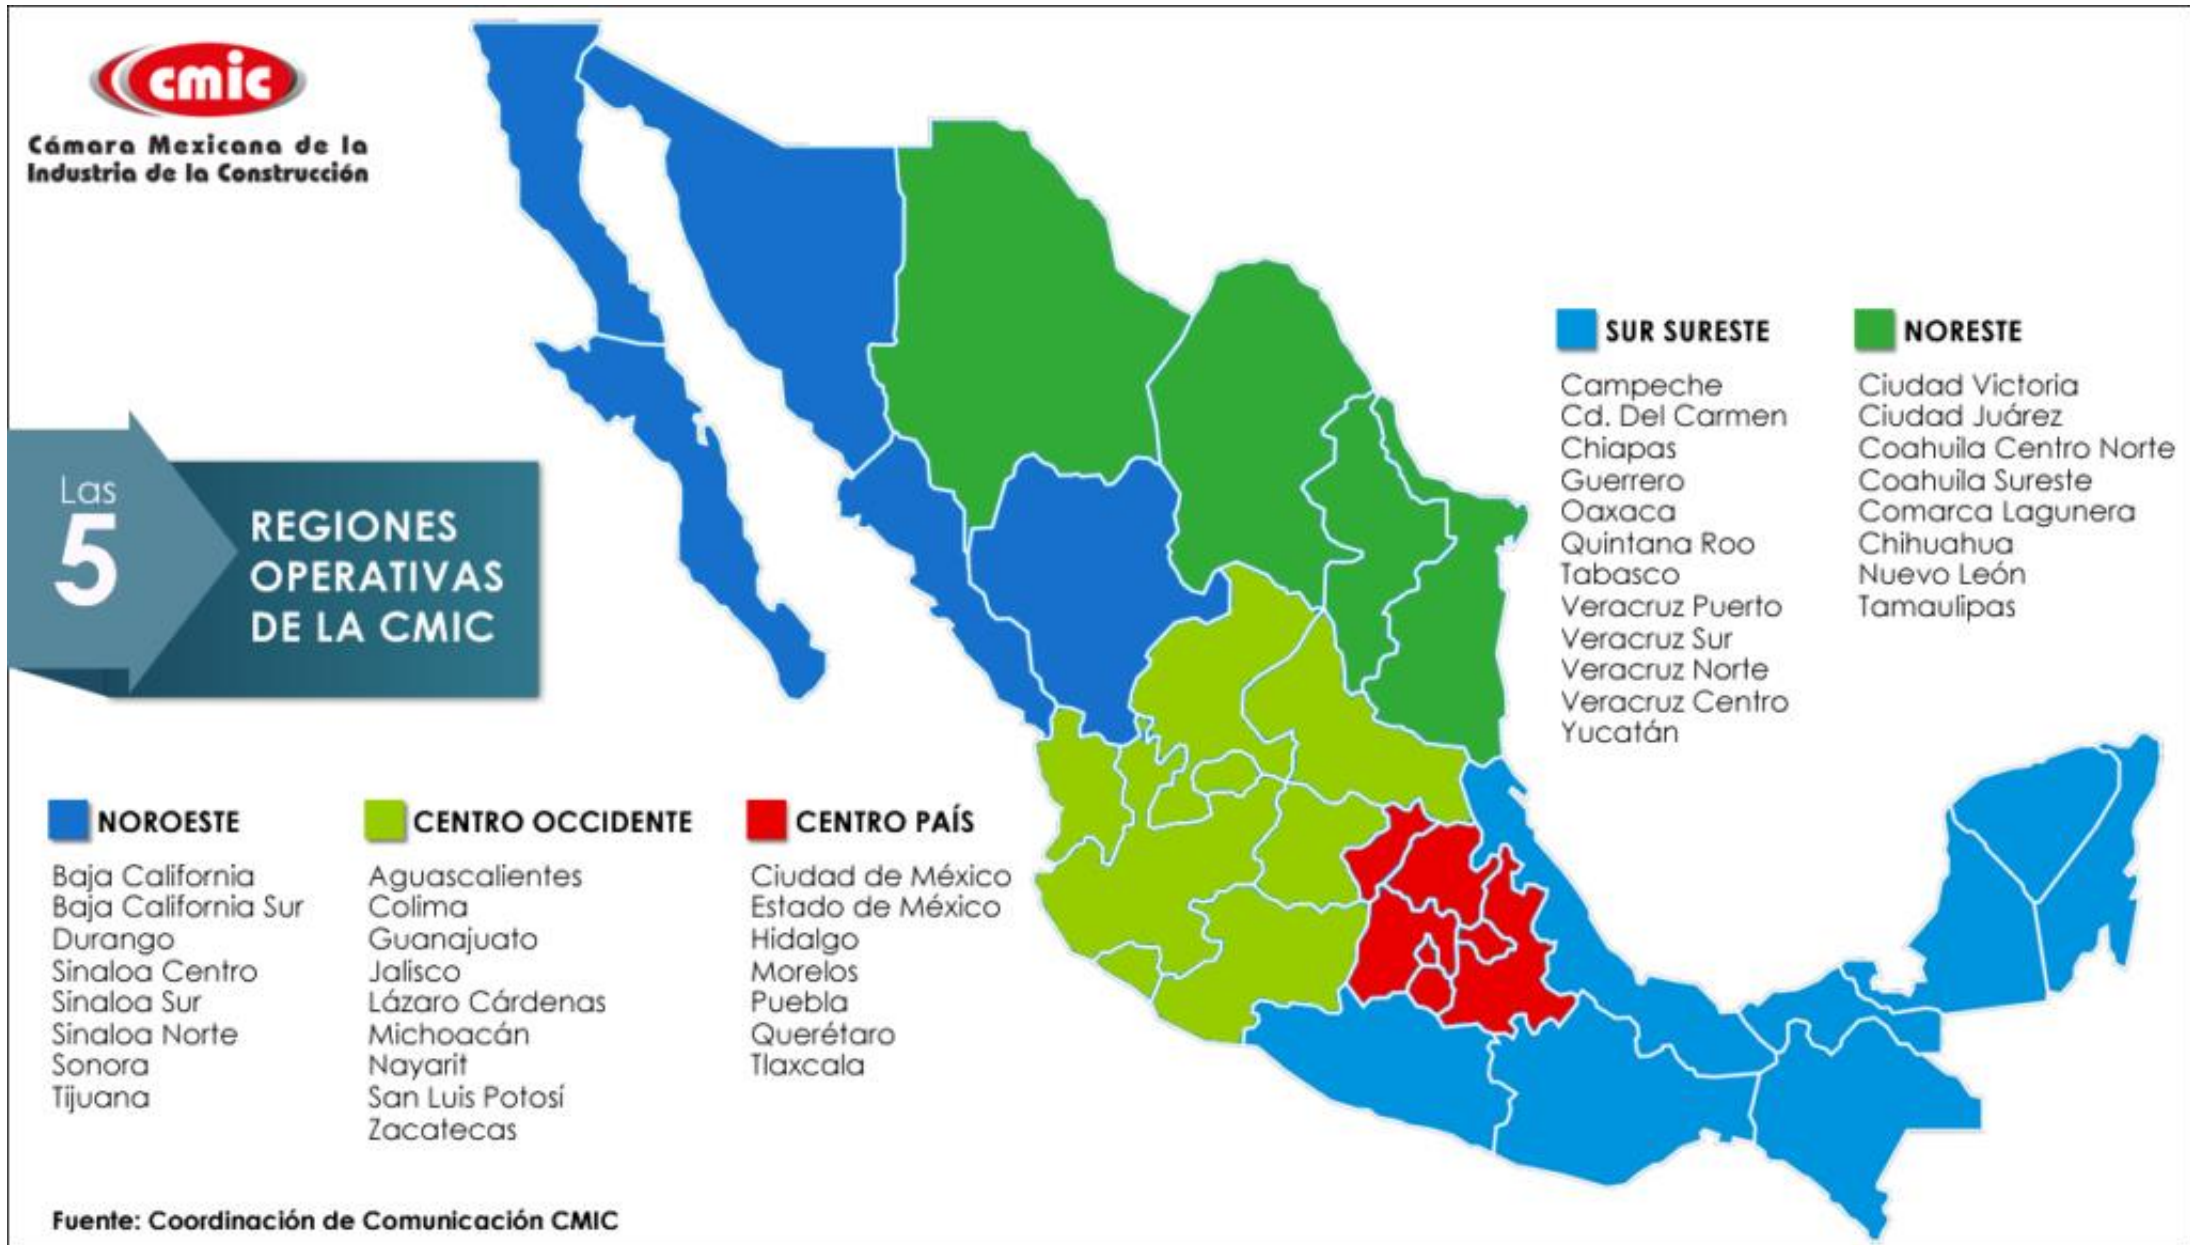 cmic
Cámara Mexicana de la
Industria de la Construcción
Las
5
REGIONES
OPERATIVAS
DE LA CMIC
SUR SURESTE
Campeche
Cd. Del Carmen
Chiapas
Guerrero
Oaxaca
Quintana Roo
Tabasco
Veracruz Puerto
Veracruz Sur
Veracruz Norte
Veracruz Centro
Yucatán
NORESTE
Ciudad Victoria
Ciudad Juárez
Coahuila Centro Norte
Coahuila Sureste
Comarca Lagunera
Chihuahua
Nuevo León
Tamaulipas
NOROESTE
Baja California
Baja California Sur
Durango
Sinaloa Centro
Sinaloa Sur
Sinaloa Norte
Sonora
Tijuana
CENTRO OCCIDENTE
Aguascalientes
Colima
Guanajuato
Jalisco
Lázaro Cárdenas
Michoacán
Nayarit
San Luis Potosí
Zacatecas
CENTRO PAÍS
Ciudad de México
Estado de México
Hidalgo
Morelos
Puebla
Querétaro
Tlaxcala
Fuente: Coordinación de Comunicación CMIC